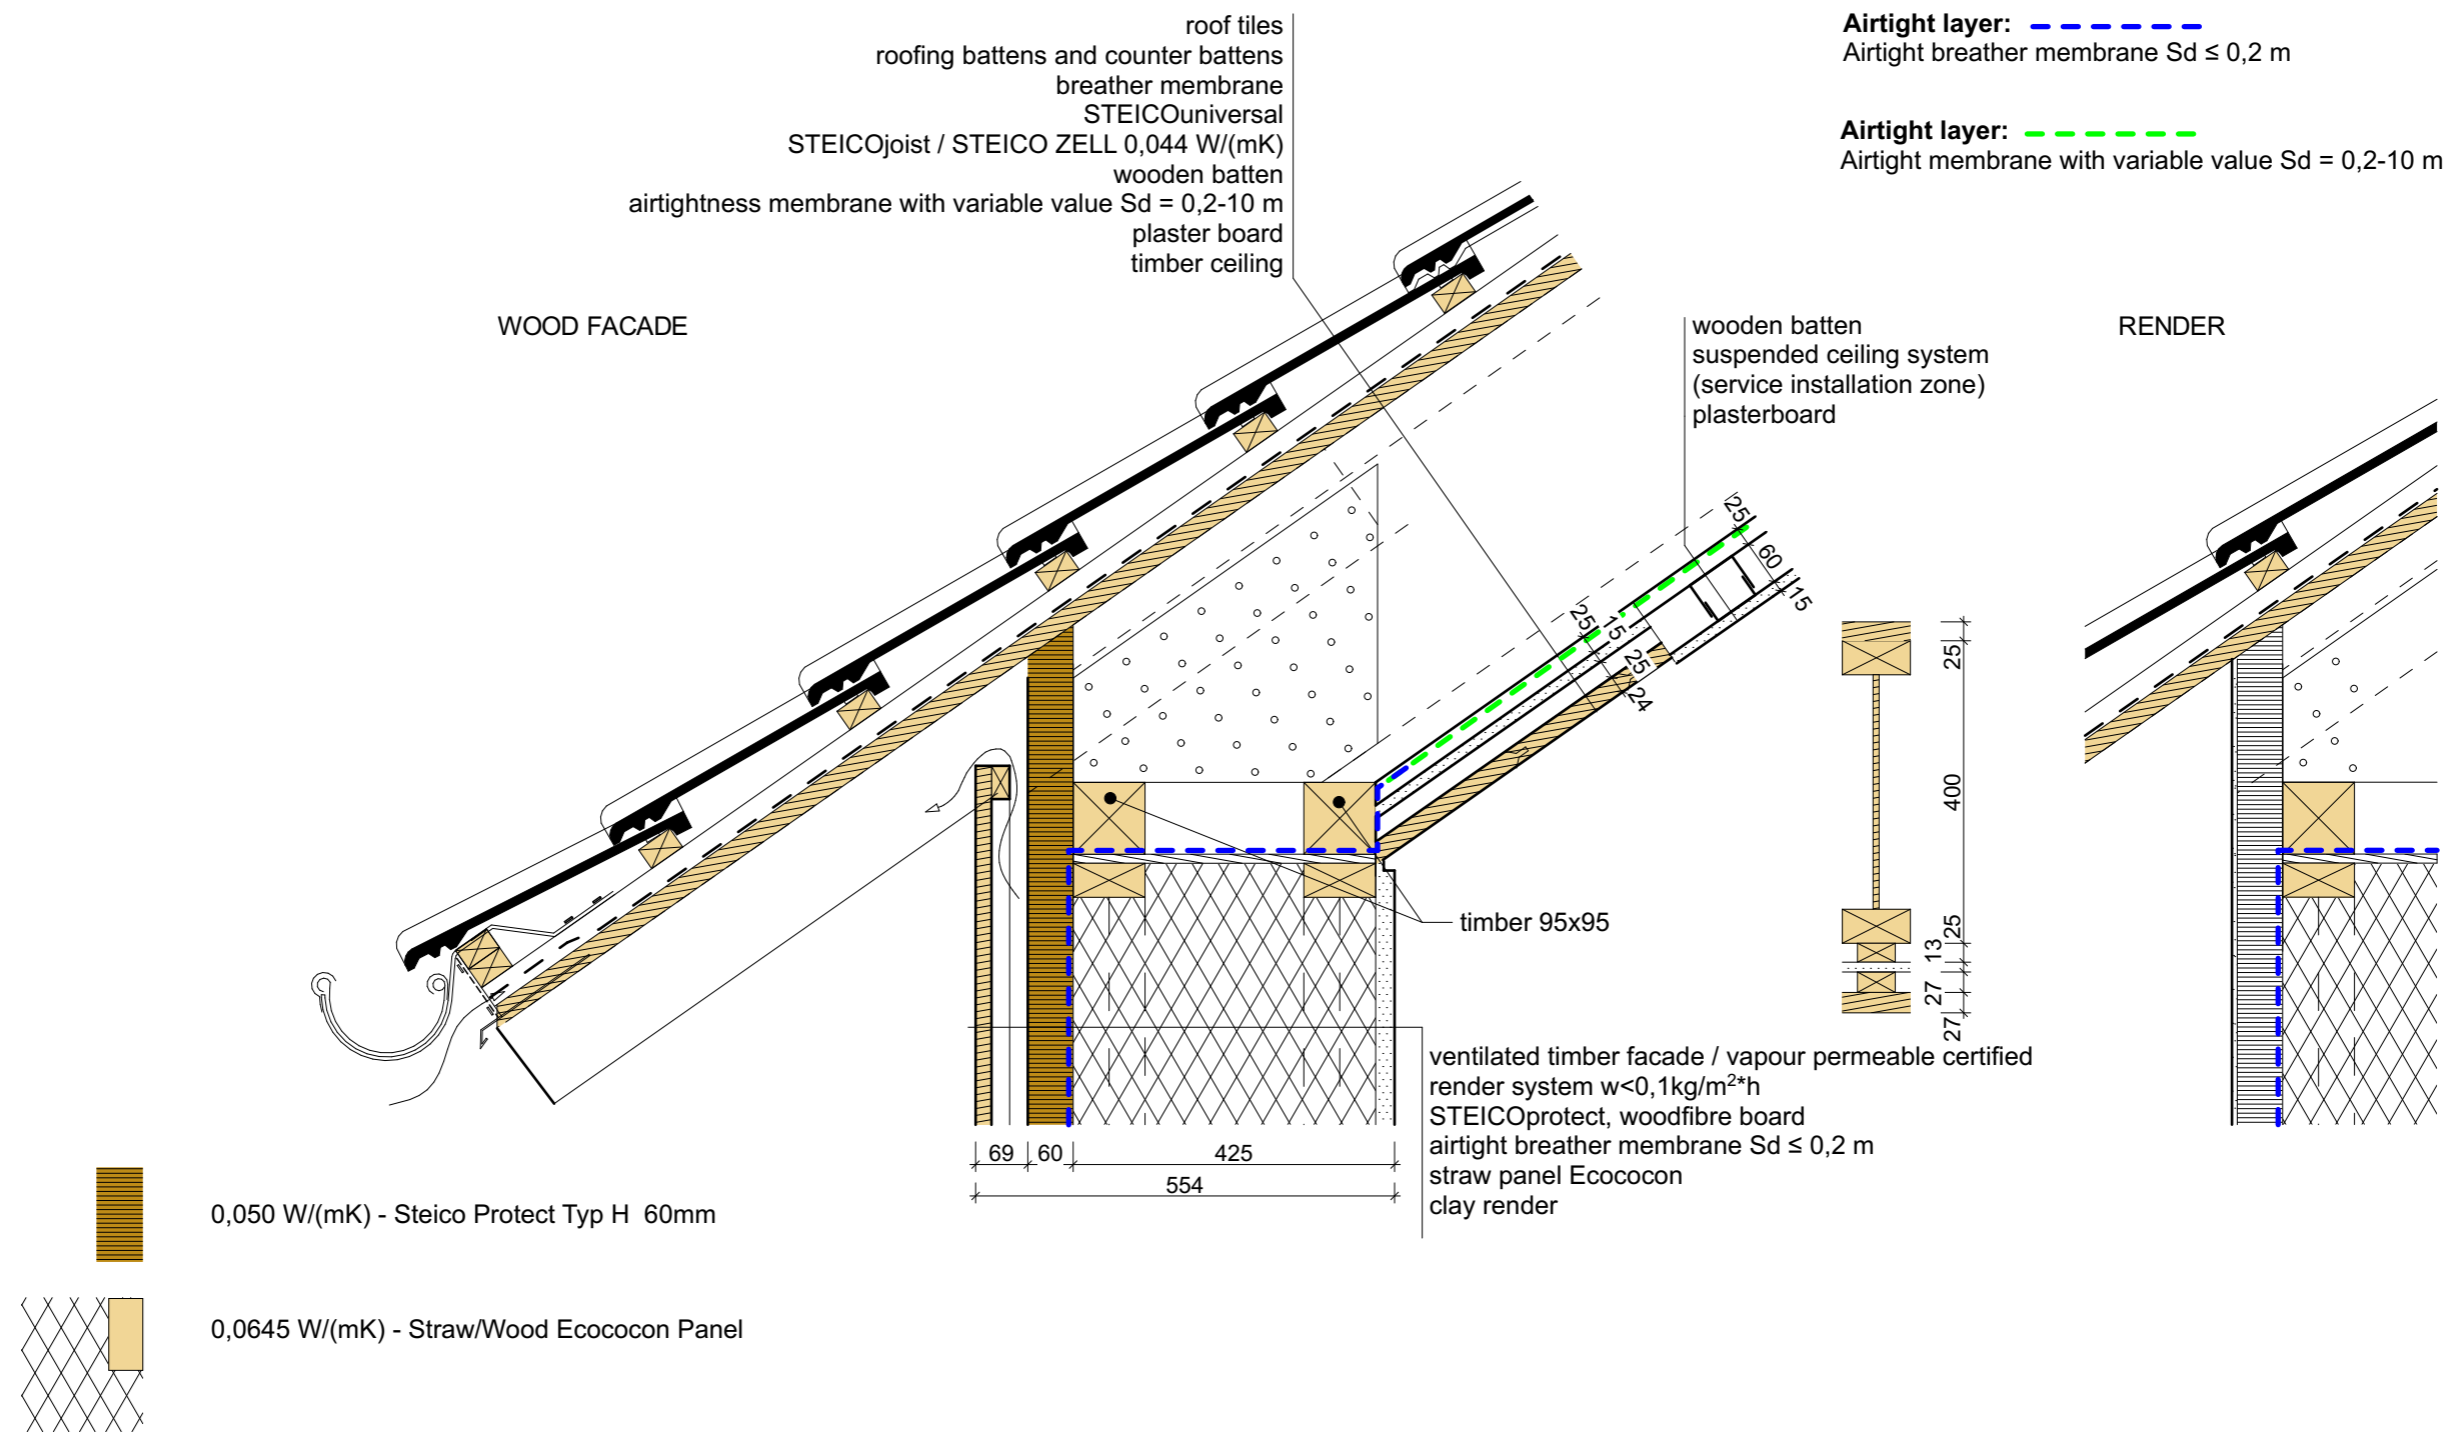 roof tiles
roofing battens and counter battens
breather membrane
STEICOuniversal
STEICOjoist / STEICO ZELL 0,044 W/(mK)
wooden batten
airtightness membrane with variable value Sd = 0,2-10 m
plaster board
timber ceiling
Airtight layer:
Airtight breather membrane Sd ≤ 0,2 m
Airtight layer:
Airtight membrane with variable value Sd = 0,2-10 m
WOOD FACADE
wooden batten
suspended ceiling system
(service installation zone)
plasterboard
RENDER
25
60
15
25
15
25
24
25
400
25
13
27
27
timber 95x95
ventilated timber facade / vapour permeable certified
render system w<0,1kg/m²*h
STEICOprotect, woodfibre board
airtight breather membrane Sd ≤ 0,2 m
straw panel Ecococon
clay render
69
60
425
554
0,050 W/(mK) - Steico Protect Typ H 60mm
0,0645 W/(mK) - Straw/Wood Ecococon Panel